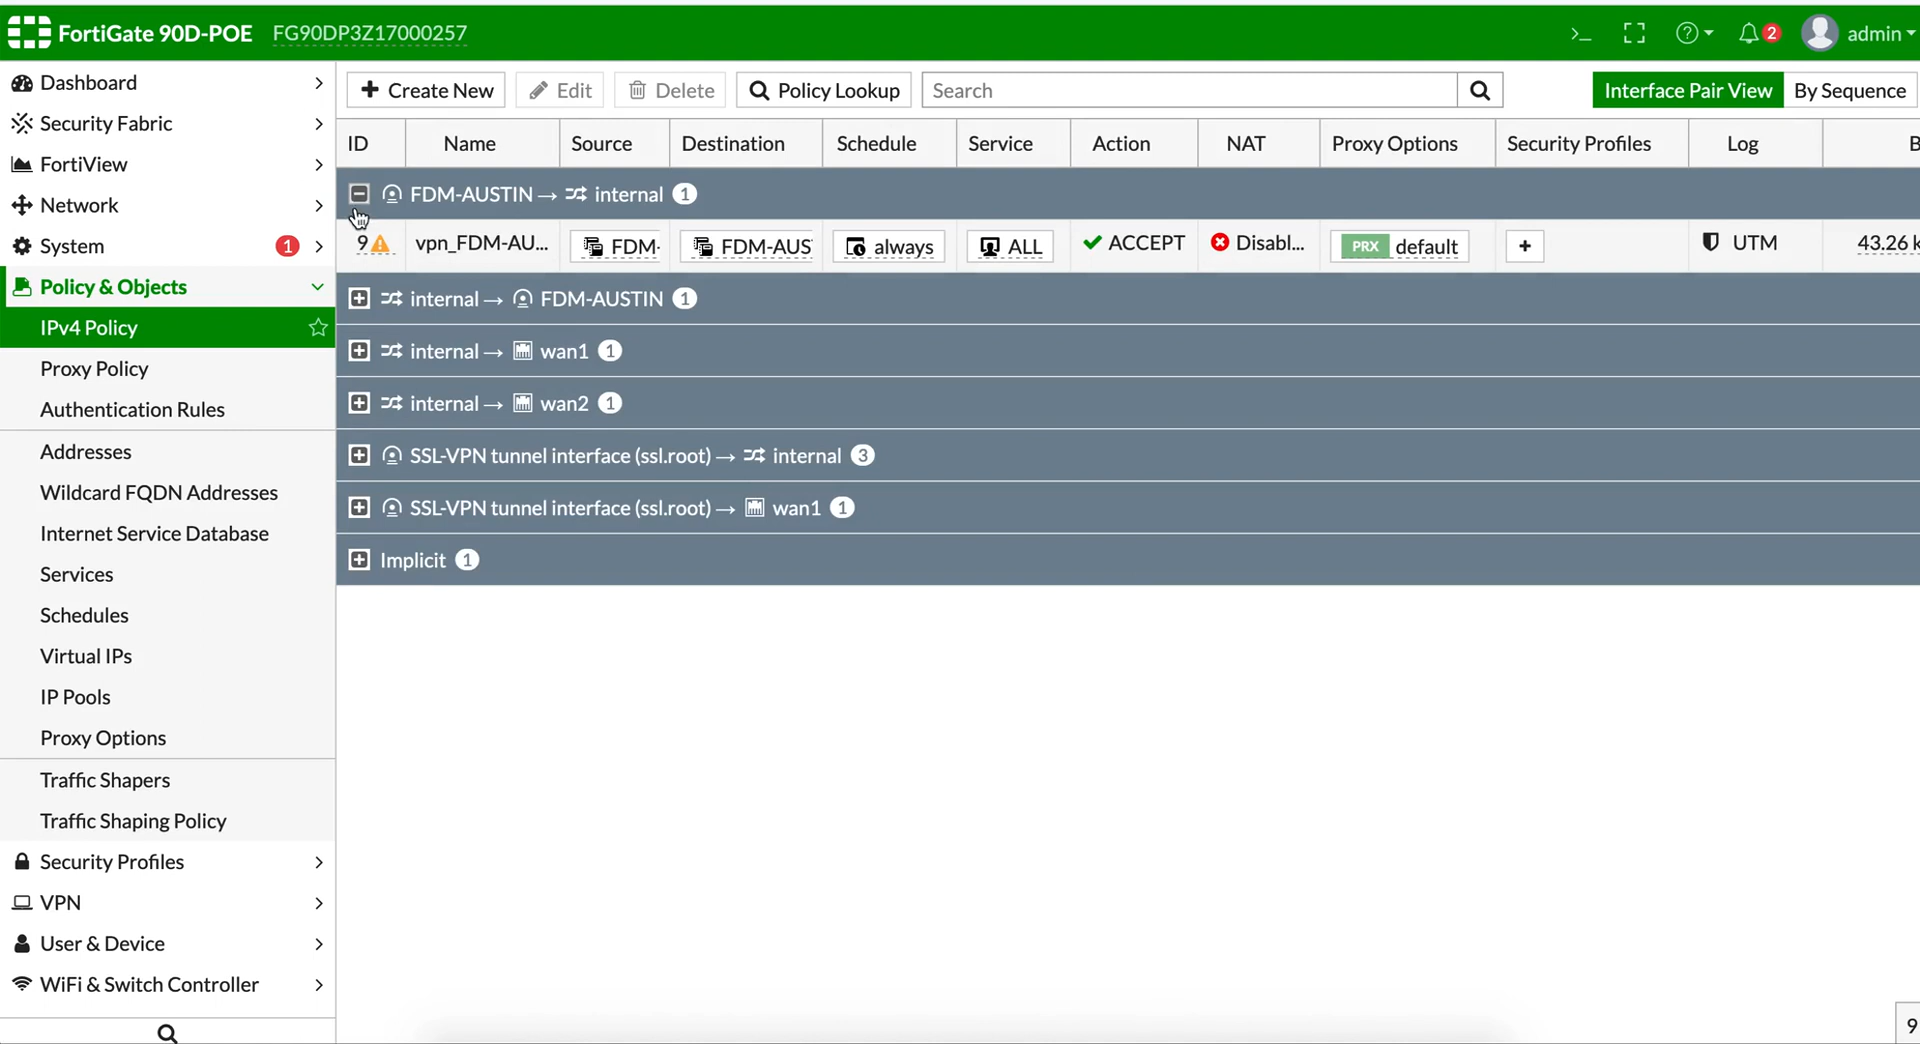 FortiGate 90D-POE FG90DP3Z17000257 >_ ? 2 admin
Dashboard
Security Fabric
FortiView
Network
System 1
Policy & Objects
IPv4 Policy
Proxy Policy
Authentication Rules
Addresses
Wildcard FQDN Addresses
Internet Service Database
Services
Schedules
Virtual IPs
IP Pools
Proxy Options
Traffic Shapers
Traffic Shaping Policy
Security Profiles
VPN
User & Device
WiFi & Switch Controller
+ Create New Edit Delete Policy Lookup Search Interface Pair View By Sequence
ID Name Source Destination Schedule Service Action NAT Proxy Options Security Profiles Log B
FDM-AUSTIN → internal 1
9 vpn_FDM-AU... FDM- FDM-AUS always ALL ACCEPT Disabl... PRX default + UTM 43.26 k
internal → FDM-AUSTIN 1
internal → wan1 1
internal → wan2 1
SSL-VPN tunnel interface (ssl.root) → internal 3
SSL-VPN tunnel interface (ssl.root) → wan1 1
Implicit 1
9